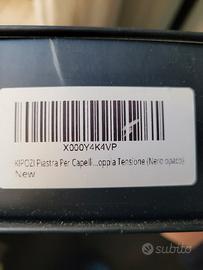 X000Y4K4VP
KIPOZI Piastra Per Capelli...oppia Tensione (Nero opaco)
New
subito